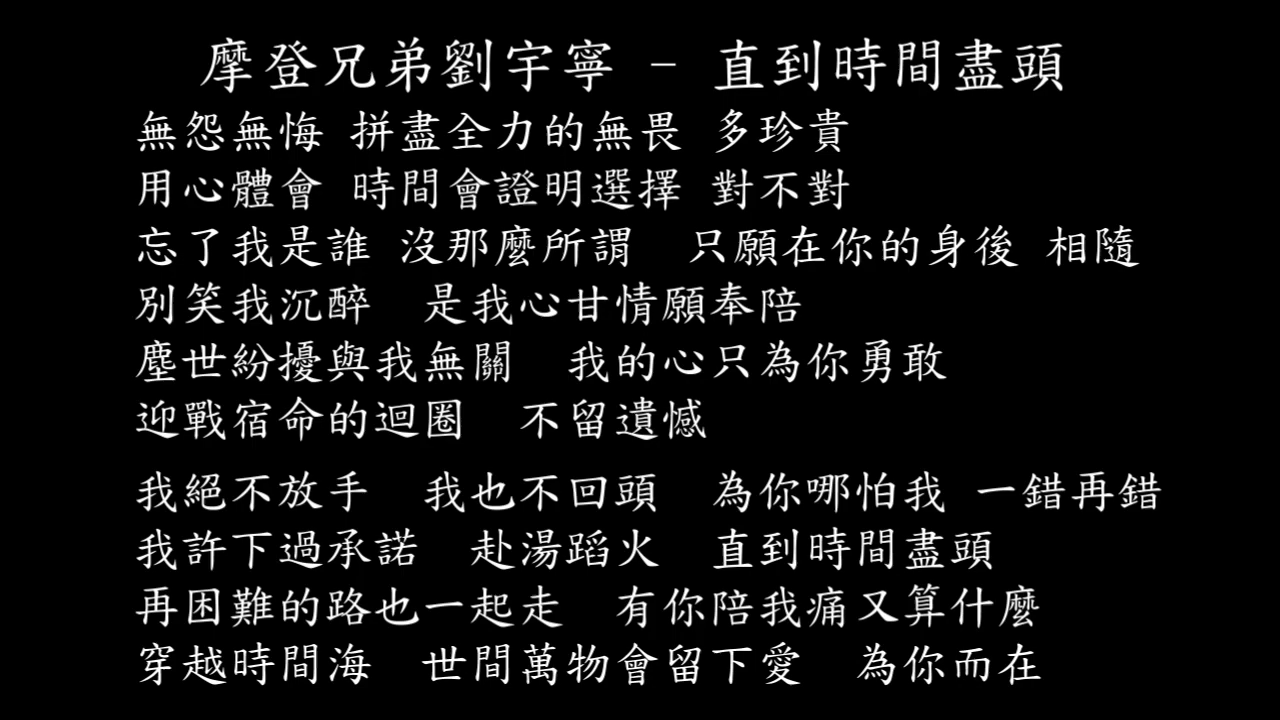 摩登兄弟劉宇寧 - 直到時間盡頭
無怨無悔 拼盡全力的無畏 多珍貴
用心體會 時間會證明選擇 對不對
忘了我是誰 沒那麼所謂 只願在你的身後 相隨
別笑我沉醉 是我心甘情願奉陪
塵世紛擾與我無關 我的心只為你勇敢
迎戰宿命的迴圈 不留遺憾
我絕不放手 我也不回頭 為你哪怕我 一錯再錯
我許下過承諾 赴湯蹈火 直到時間盡頭
再困難的路也一起走 有你陪我痛又算什麼
穿越時間海 世間萬物會留下愛 為你而在